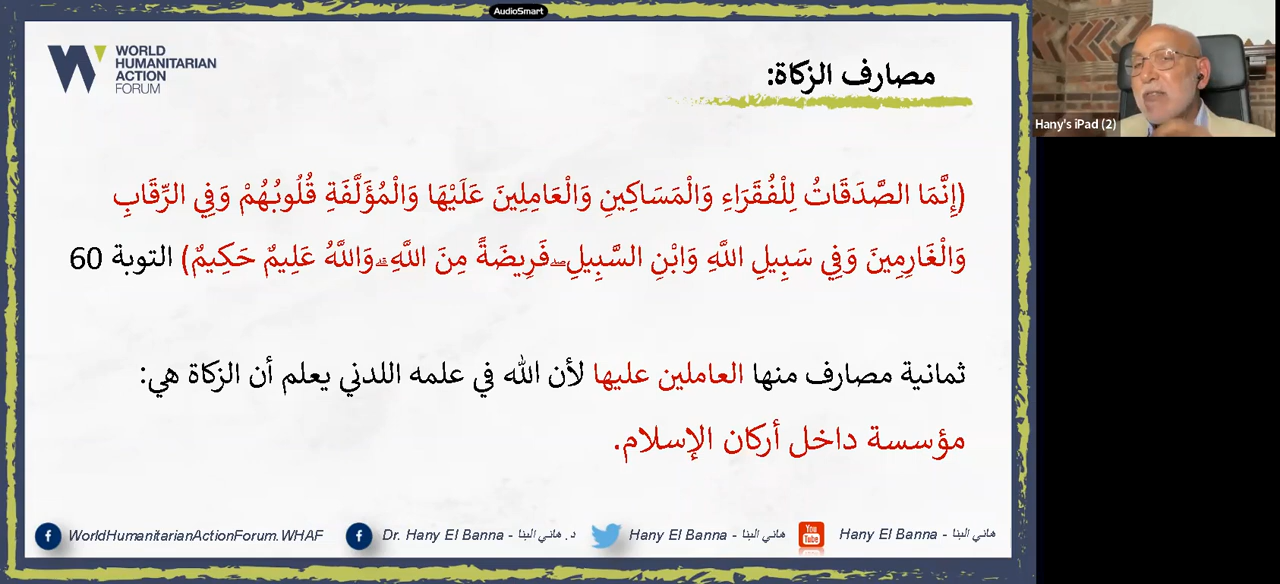 AudioSmart
WORLD
HUMANITARIAN
ACTION
FORUM
مصارف الزكاة:
Hany's iPad (2)
(إِنَّمَا الصَّدَقَاتُ لِلْفُقَرَاءِ وَالْمَسَاكِينِ وَالْعَامِلِينَ عَلَيْهَا وَالْمُؤَلَّفَةِ قُلُوبُهُمْ وَفِي الرِّقَابِ
وَالْغَارِمِينَ وَفِي سَبِيلِ اللَّهِ وَابْنِ السَّبِيلِ ۖ فَرِيضَةً مِنَ اللَّهِ ۗ وَاللَّهُ عَلِيمٌ حَكِيمٌ) التوبة 60
ثمانية مصارف منها العاملين عليها لأن الله في علمه اللدني يعلم أن الزكاة هي:
مؤسسة داخل أركان الإسلام.
WorldHumanitarianActionForum.WHAF
Dr. Hany El Banna - د. هاني البنا
Hany El Banna - هاني البنا
You Tube
Hany El Banna - هاني البنا